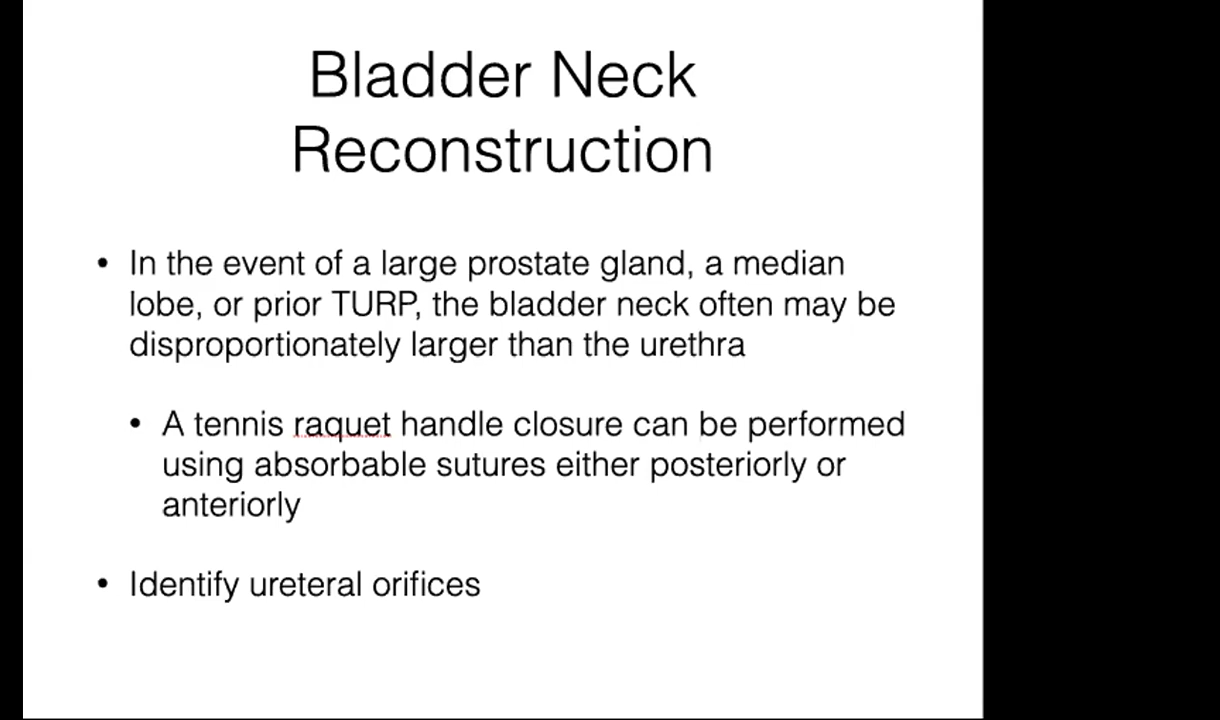 Bladder Neck
Reconstruction
• In the event of a large prostate gland, a median
lobe, or prior TURP, the bladder neck often may be
disproportionately larger than the urethra
• A tennis raquet handle closure can be performed
using absorbable sutures either posteriorly or
anteriorly
• Identify ureteral orifices